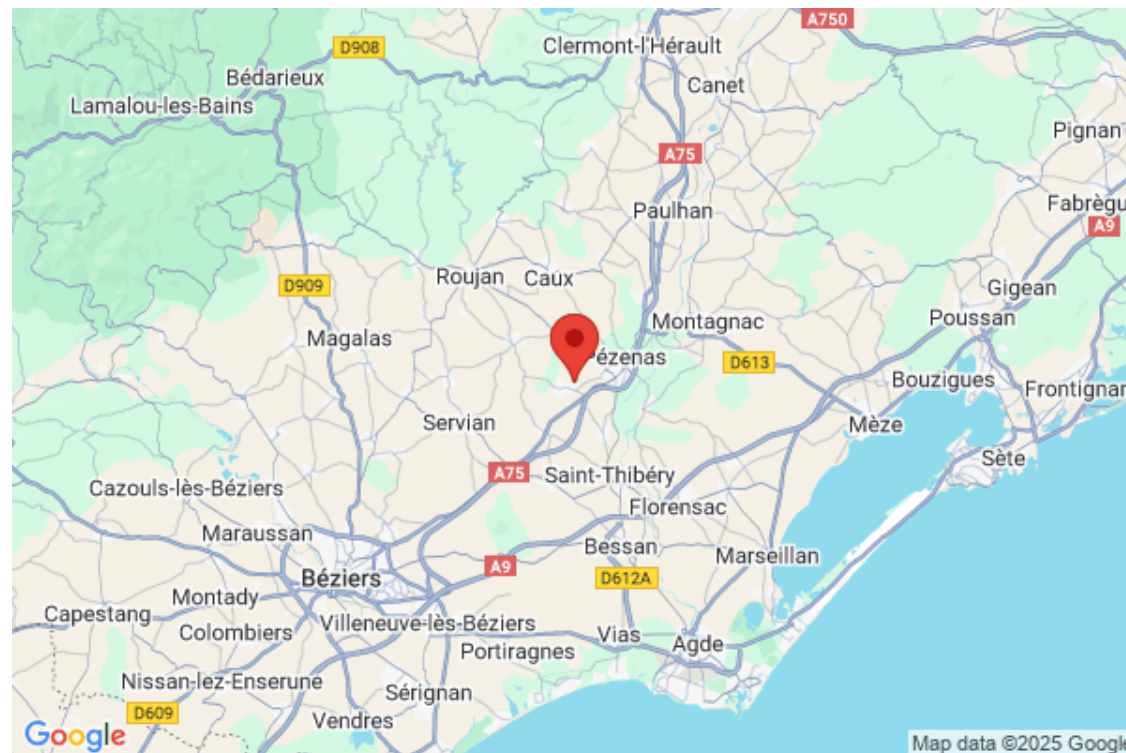 A750
Clermont-l'Hérault
D908
Bédarieux
Canet
Lamalou-les-Bains
Pignan
A75
Paulhan
Fabrègu
A9
Roujan
Caux
D909
Gigean
Montagnac
Poussan
Magalas
Pézenas
D613
Bouzigues
Frontignan
Servian
Mèze
Sète
A75
Saint-Thibéry
Cazouls-lès-Béziers
Florensac
Maraussan
Bessan
Marseillan
A9
Béziers
D612A
Montady
Capestang
Villeneuve-lès-Béziers
Colombiers
Vias
Agde
Portiragnes
Nissan-lez-Enserune
Sérignan
D609
Vendres
Google
Map data ©2025 Google